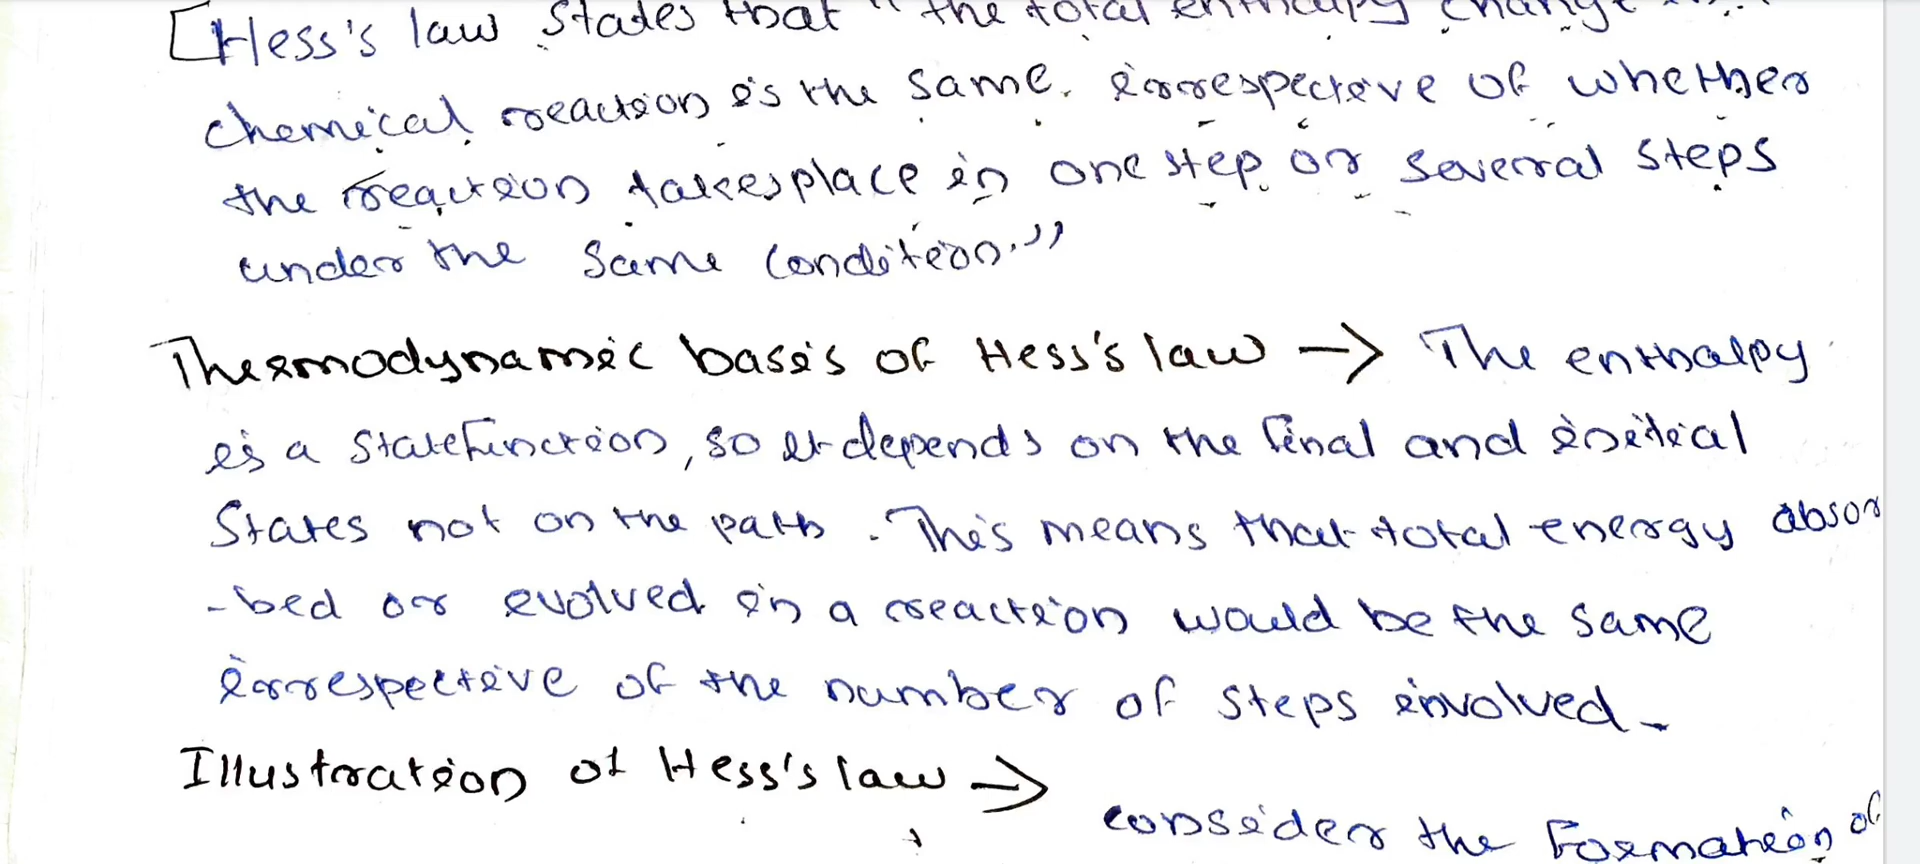 [Hess's law states that "the total enthalpy change
chemical reaction is the same, irrespective of whether
the reaction takes place in one step or several steps
under the same condition."
Thermodynamic basis of Hess's law → The enthalpy
is a state function, so it depends on the final and initial
states not on the path. This means that total energy absor
-bed or evolved in a reaction would be the same
irrespective of the number of steps involved.
Illustration of Hess's law →
consider the formation of